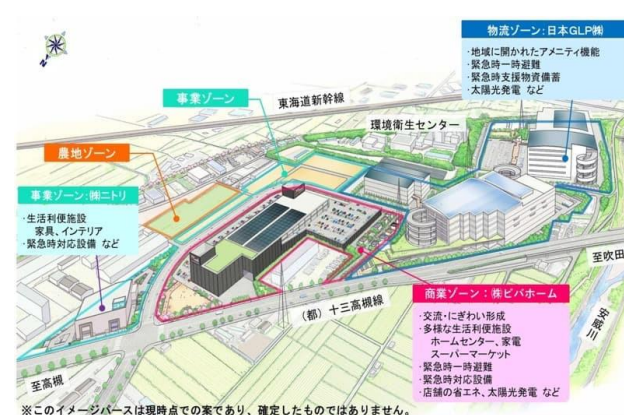 物流ゾーン：日本GLP㈱
・地域に開かれたアメニティ機能
・緊急時一時避難
・緊急時支援物資備蓄
・太陽光発電 など
事業ゾーン
東海道新幹線
環境衛生センター
農地ゾーン
事業ゾーン：㈱ニトリ
・生活利便施設
家具、インテリア
・緊急時対応設備 など
至吹田
安威川
商業ゾーン：㈱ビバホーム
・交流・にぎわい形成
・多様な生活利便施設
ホームセンター、家電
スーパーマーケット
・緊急時一時避難
・緊急時対応設備
・店舗の省エネ、太陽光発電 など
（都）十三高槻線
至高槻
※このイメージパースは現時点での案であり、確定したものではありません。
N